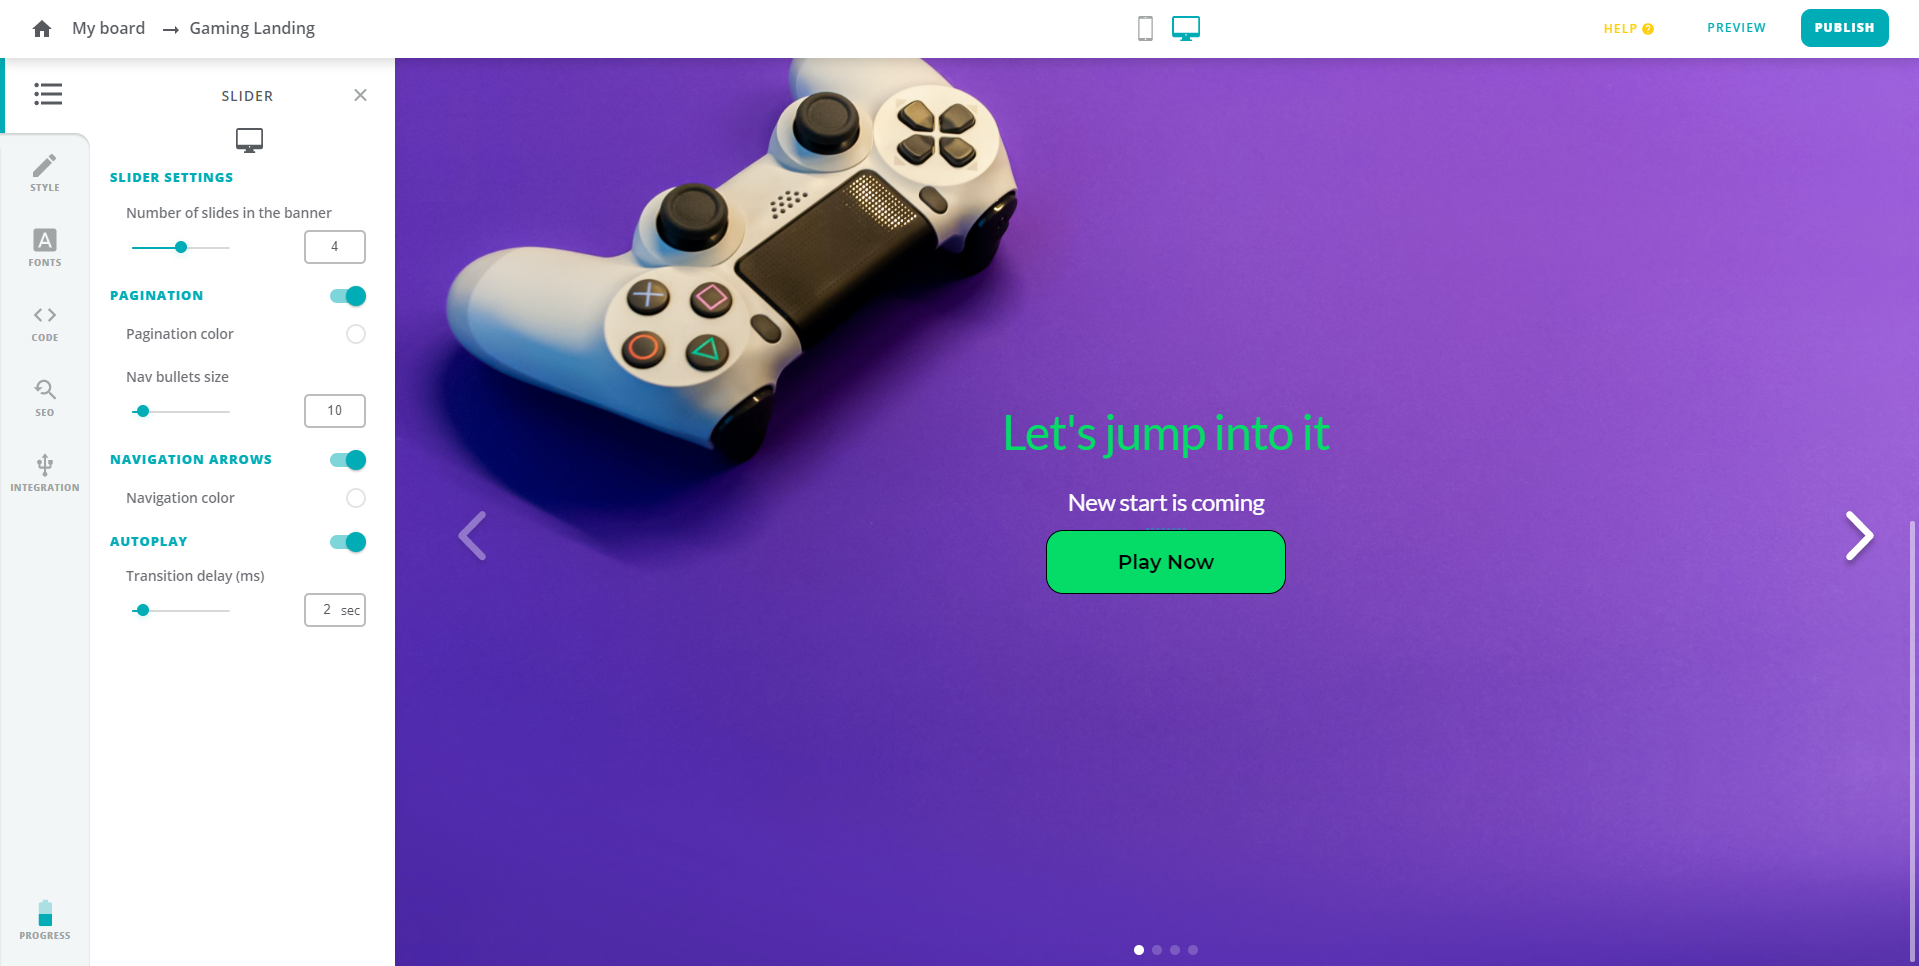 My board → Gaming Landing
HELP ?
PREVIEW
PUBLISH
SLIDER
STYLE
FONTS
CODE
SEO
INTEGRATION
PROGRESS
SLIDER SETTINGS
Number of slides in the banner
4
PAGINATION
Pagination color
Nav bullets size
10
NAVIGATION ARROWS
Navigation color
AUTOPLAY
Transition delay (ms)
2 sec
Let's jump into it
New start is coming
Play Now